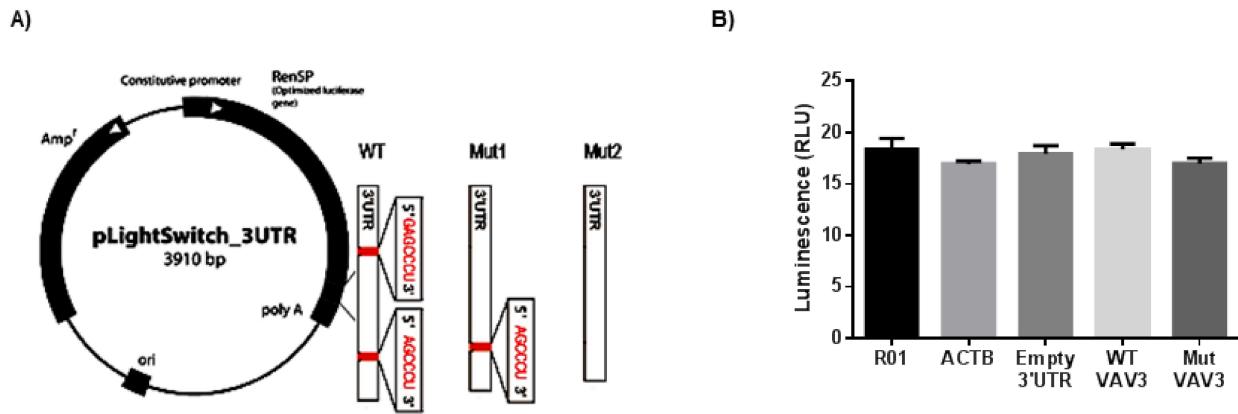 A)
Constitutive promoter
RenSP
(Optimized luciferase
gene)
Ampr
pLightSwitch_3UTR
3910 bp
poly A
ori
WT
Mut1
Mut2
3'UTR
5' GAGCCCU 3'
5' AGCCCU 3'
3'UTR
5' AGCCCU 3'
3'UTR
B)
Luminescence (RLU)
25
20
15
10
5
0
R01
ACTB
Empty
3'UTR
WT
VAV3
Mut
VAV3